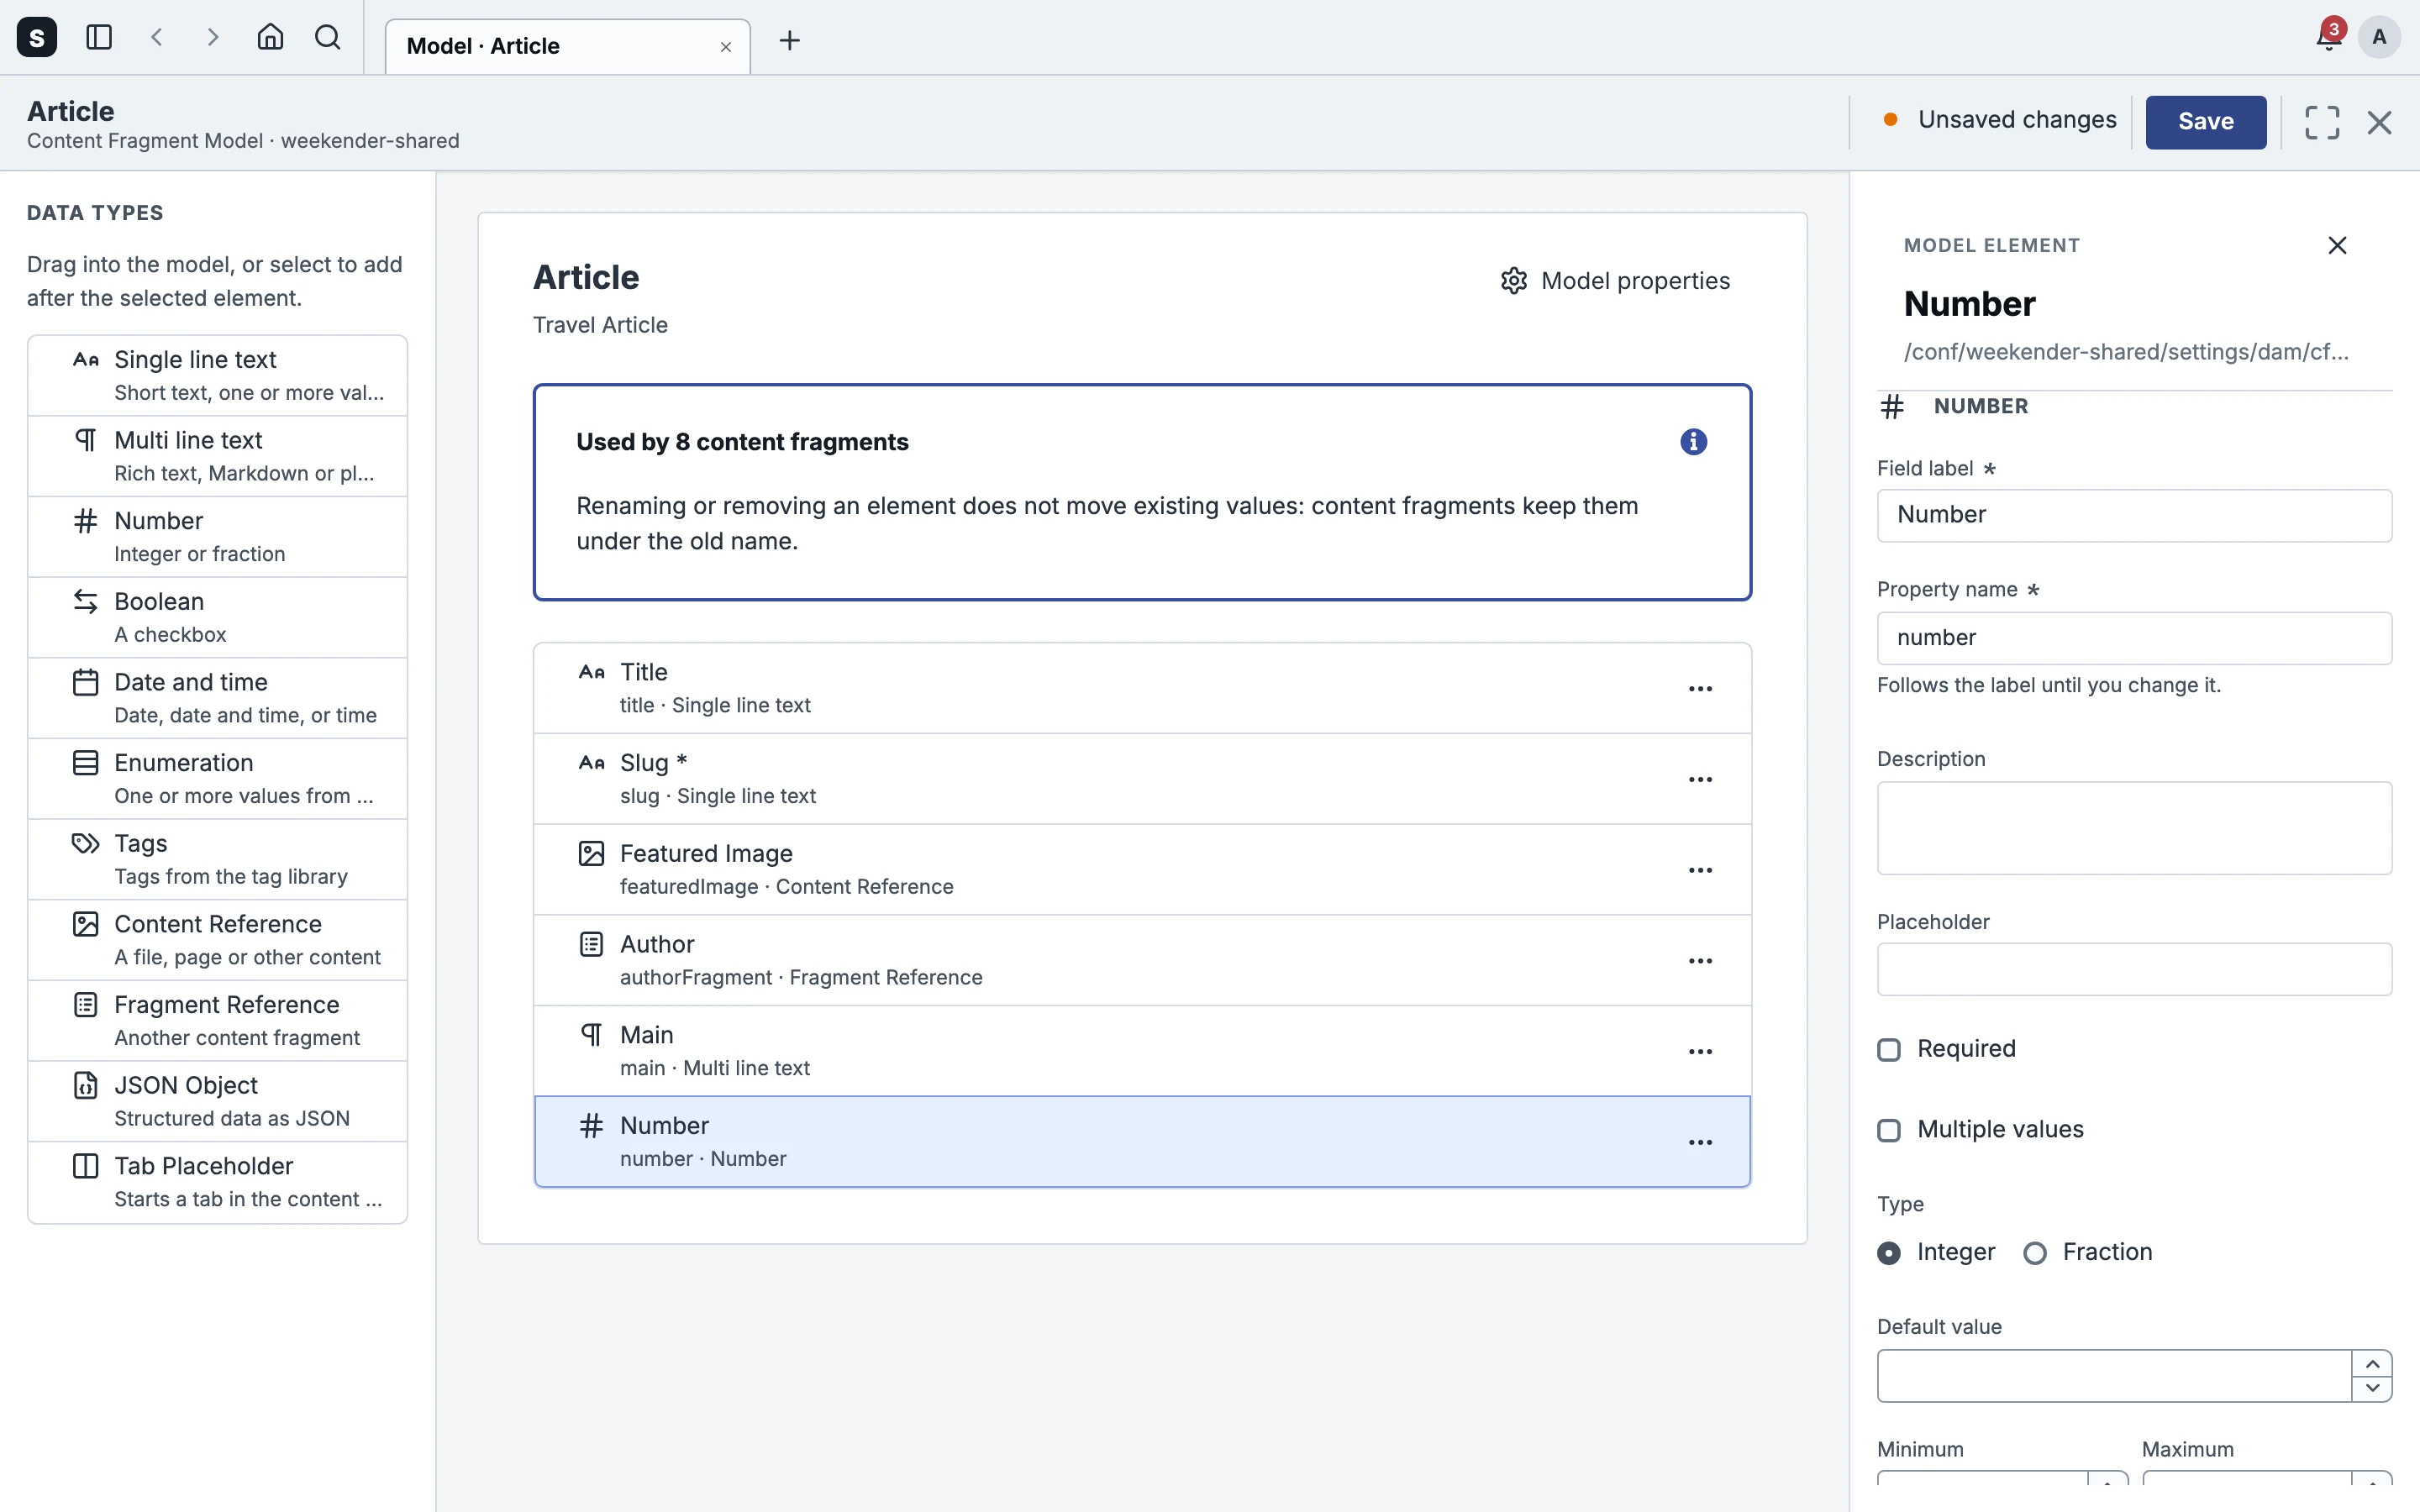 S
Model · Article
3
A
Article
Content Fragment Model · weekender-shared
Unsaved changes
Save
DATA TYPES
Drag into the model, or select to add
after the selected element.
Single line text
Short text, one or more val...
Multi line text
Rich text, Markdown or pl...
Number
Integer or fraction
Boolean
A checkbox
Date and time
Date, date and time, or time
Enumeration
One or more values from ...
Tags
Tags from the tag library
Content Reference
A file, page or other content
Fragment Reference
Another content fragment
JSON Object
Structured data as JSON
Tab Placeholder
Starts a tab in the content ...
Article
Model properties
Travel Article
Used by 8 content fragments
Renaming or removing an element does not move existing values: content fragments keep them
under the old name.
Title
title · Single line text
Slug *
slug · Single line text
Featured Image
featuredImage · Content Reference
Author
authorFragment · Fragment Reference
Main
main · Multi line text
Number
number · Number
MODEL ELEMENT
Number
/conf/weekender-shared/settings/dam/cf...
NUMBER
Field label *
Number
Property name *
number
Follows the label until you change it.
Description
Placeholder
Required
Multiple values
Type
Integer
Fraction
Default value
Minimum
Maximum